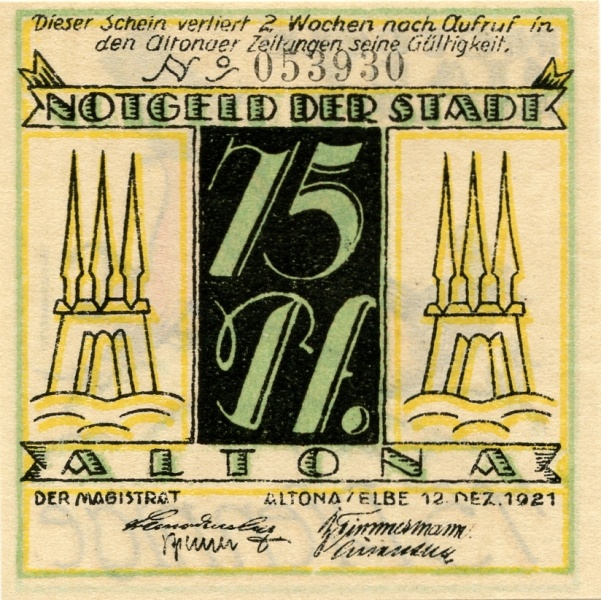 Dieser Schein verliert 2 Wochen nach Aufruf in
den Altonaer Zeitungen seine Gültigkeit.
No 053930
NOTGELD DER STADT
75
Pf.
ALTONA
DER MAGISTRAT ALTONA/ELBE 12. DEZ. 1921
Zimmermann